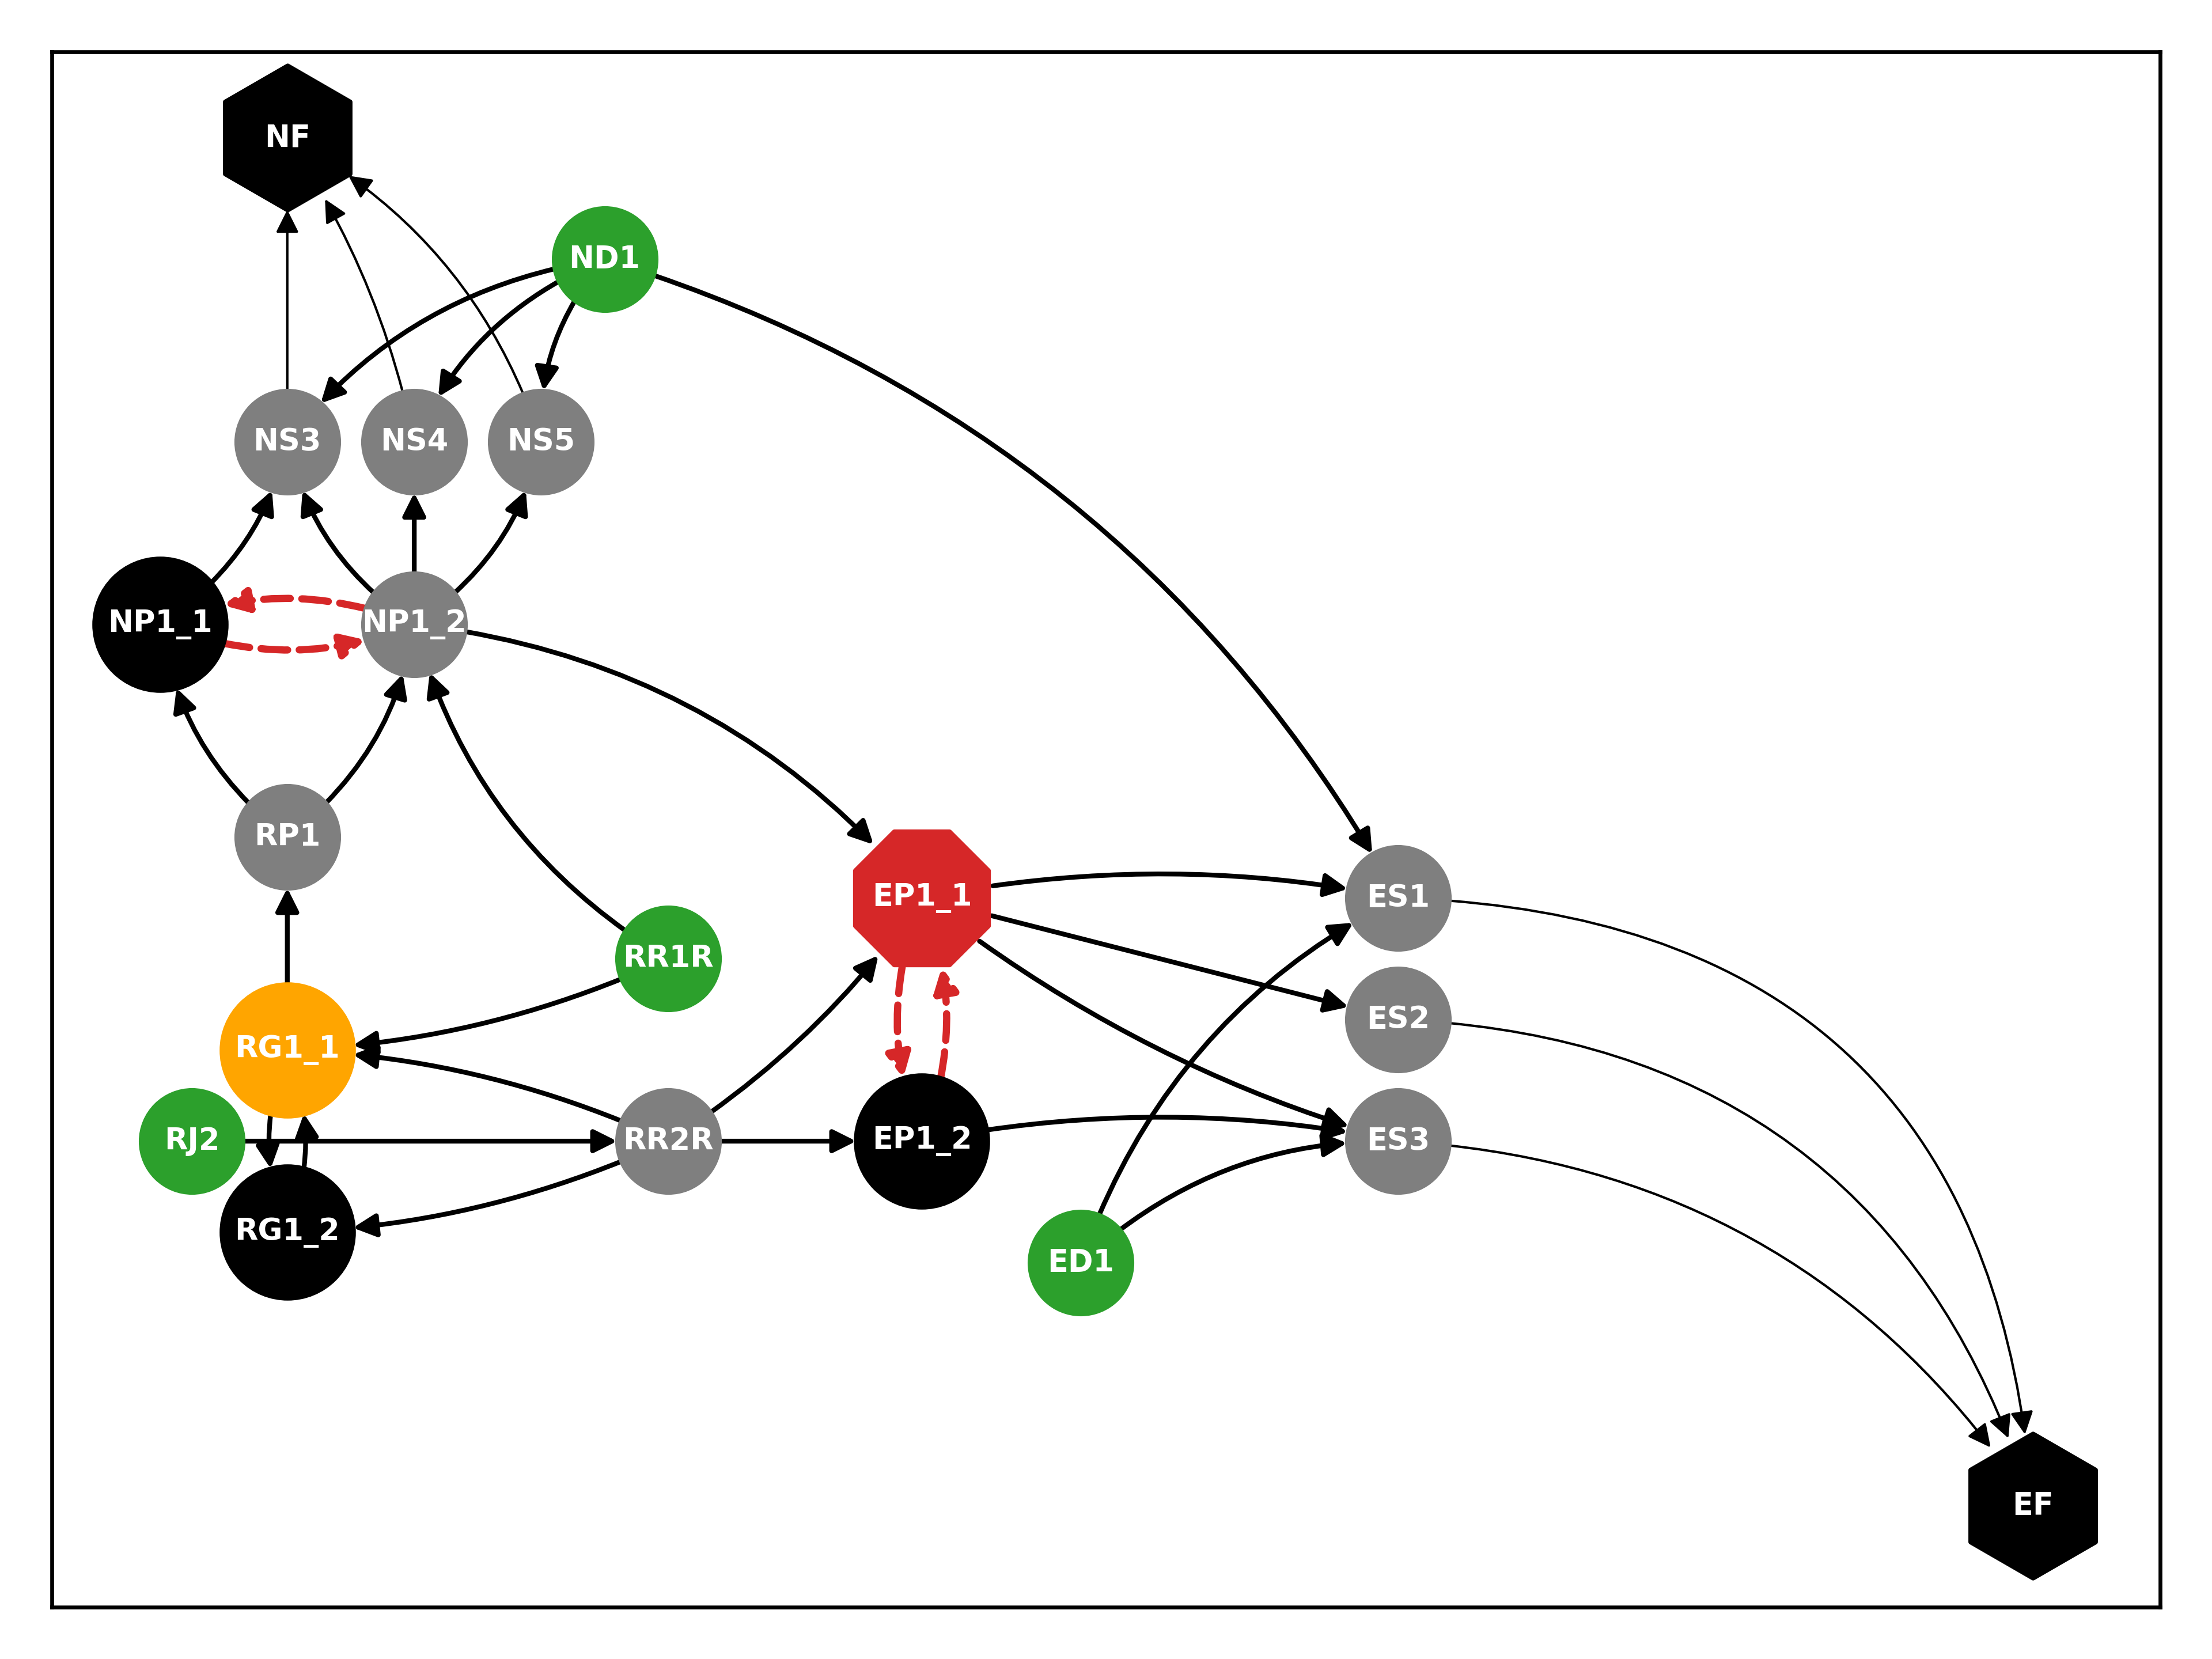 NF
ND1
NS3
NS4
NS5
NP1_1
NP1_2
RP1
EP1_1
ES1
RR1R
ES2
RG1_1
RJ2
RR2R
EP1_2
ES3
RG1_2
ED1
EF